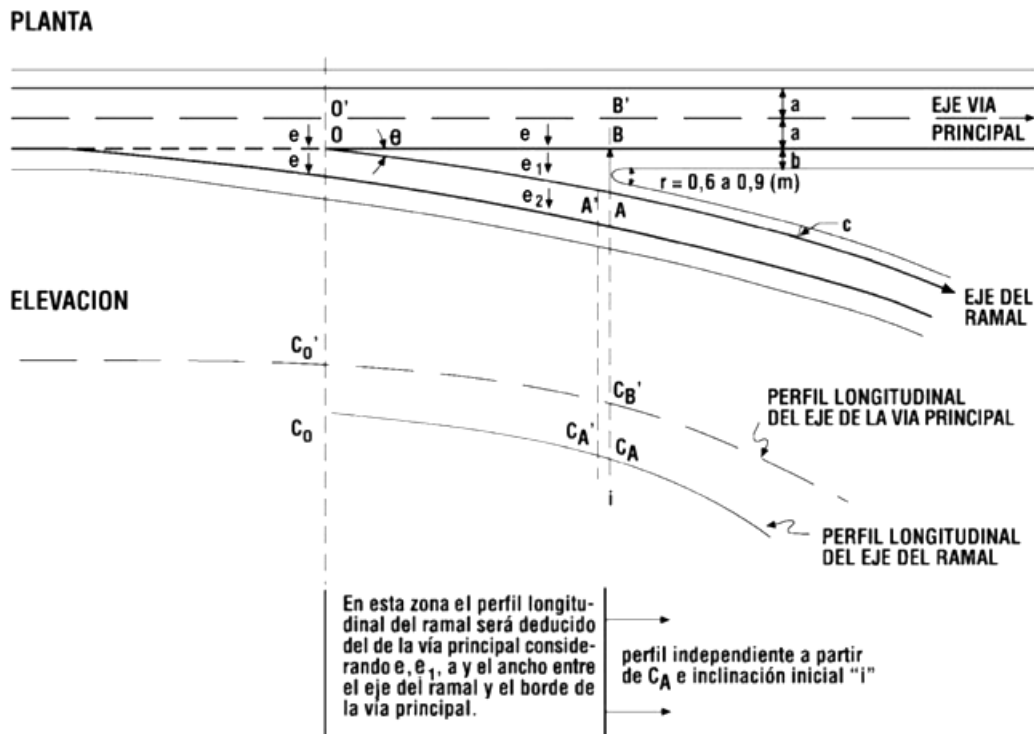 PLANTA
O'
B'
a
EJE VIA
e
O
θ
e
B
a
PRINCIPAL
e
e1
b
r = 0,6 a 0,9 (m)
e2
A'
A
c
ELEVACION
EJE DEL
RAMAL
CO'
CB'
PERFIL LONGITUDINAL
DEL EJE DE LA VIA PRINCIPAL
CO
CA'
CA
i
PERFIL LONGITUDINAL
DEL EJE DEL RAMAL
En esta zona el perfil longitu-
dinal del ramal será deducido
del de la vía principal conside-
rando e, e1, a y el ancho entre
el eje del ramal y el borde de
la vía principal.
perfil independiente a partir
de CA e inclinación inicial "i"